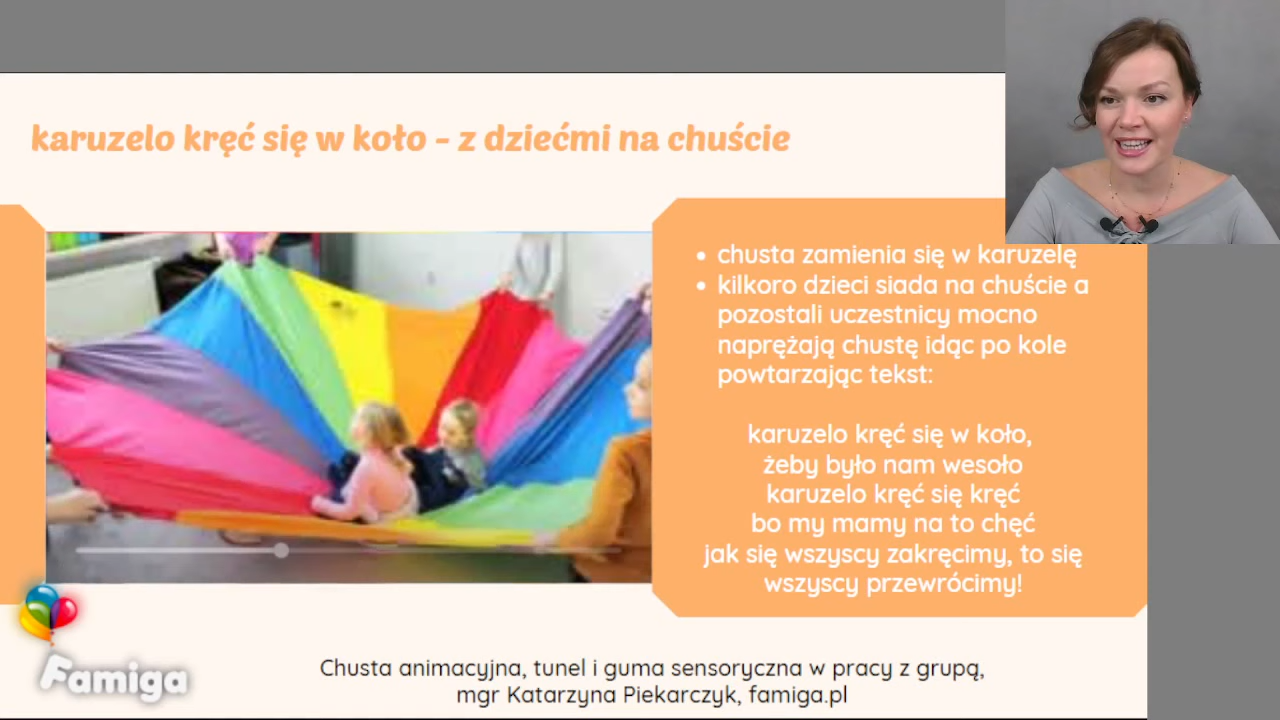 karuzelo kręć się w koło - z dziećmi na chuście
• chusta zamienia się w karuzelę
• kilkoro dzieci siada na chuście a
pozostali uczestnicy mocno
naprężają chustę idąc po kole
powtarzając tekst:
karuzelo kręć się w koło,
żeby było nam wesoło
karuzelo kręć się kręć
bo my mamy na to chęć
jak się wszyscy zakręcimy, to się
wszyscy przewrócimy!
Famiga
Chusta animacyjna, tunel i guma sensoryczna w pracy z grupą,
mgr Katarzyna Piekarczyk, famiga.pl